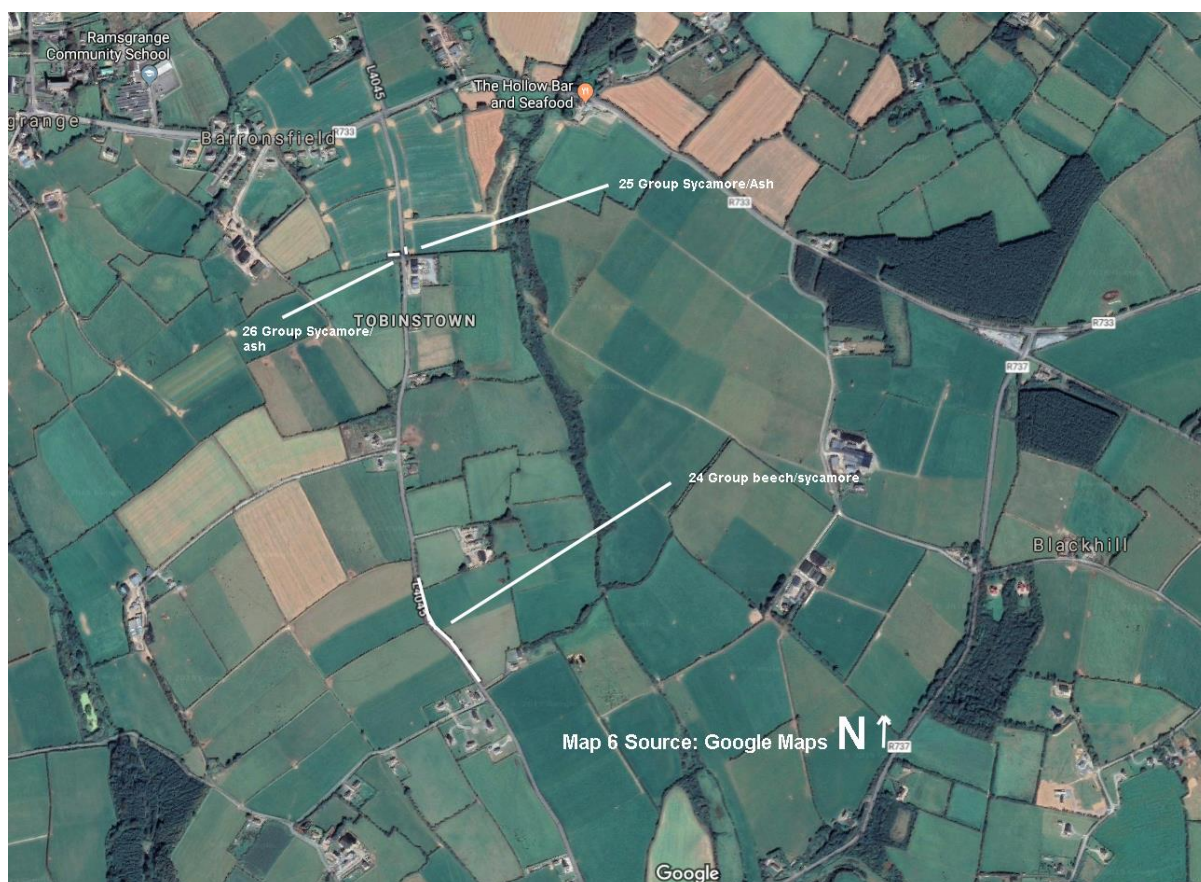 Ramsgrange
Community School
L4045
The Hollow Bar
and Seafood
grange
Barronsfield
R733
25 Group Sycamore/Ash
R733
26 Group Sycamore/
ash
TOBINSTOWN
R733
R737
24 Group beech/sycamore
Blackhill
L4045
Map 6 Source: Google Maps N
R737
Google